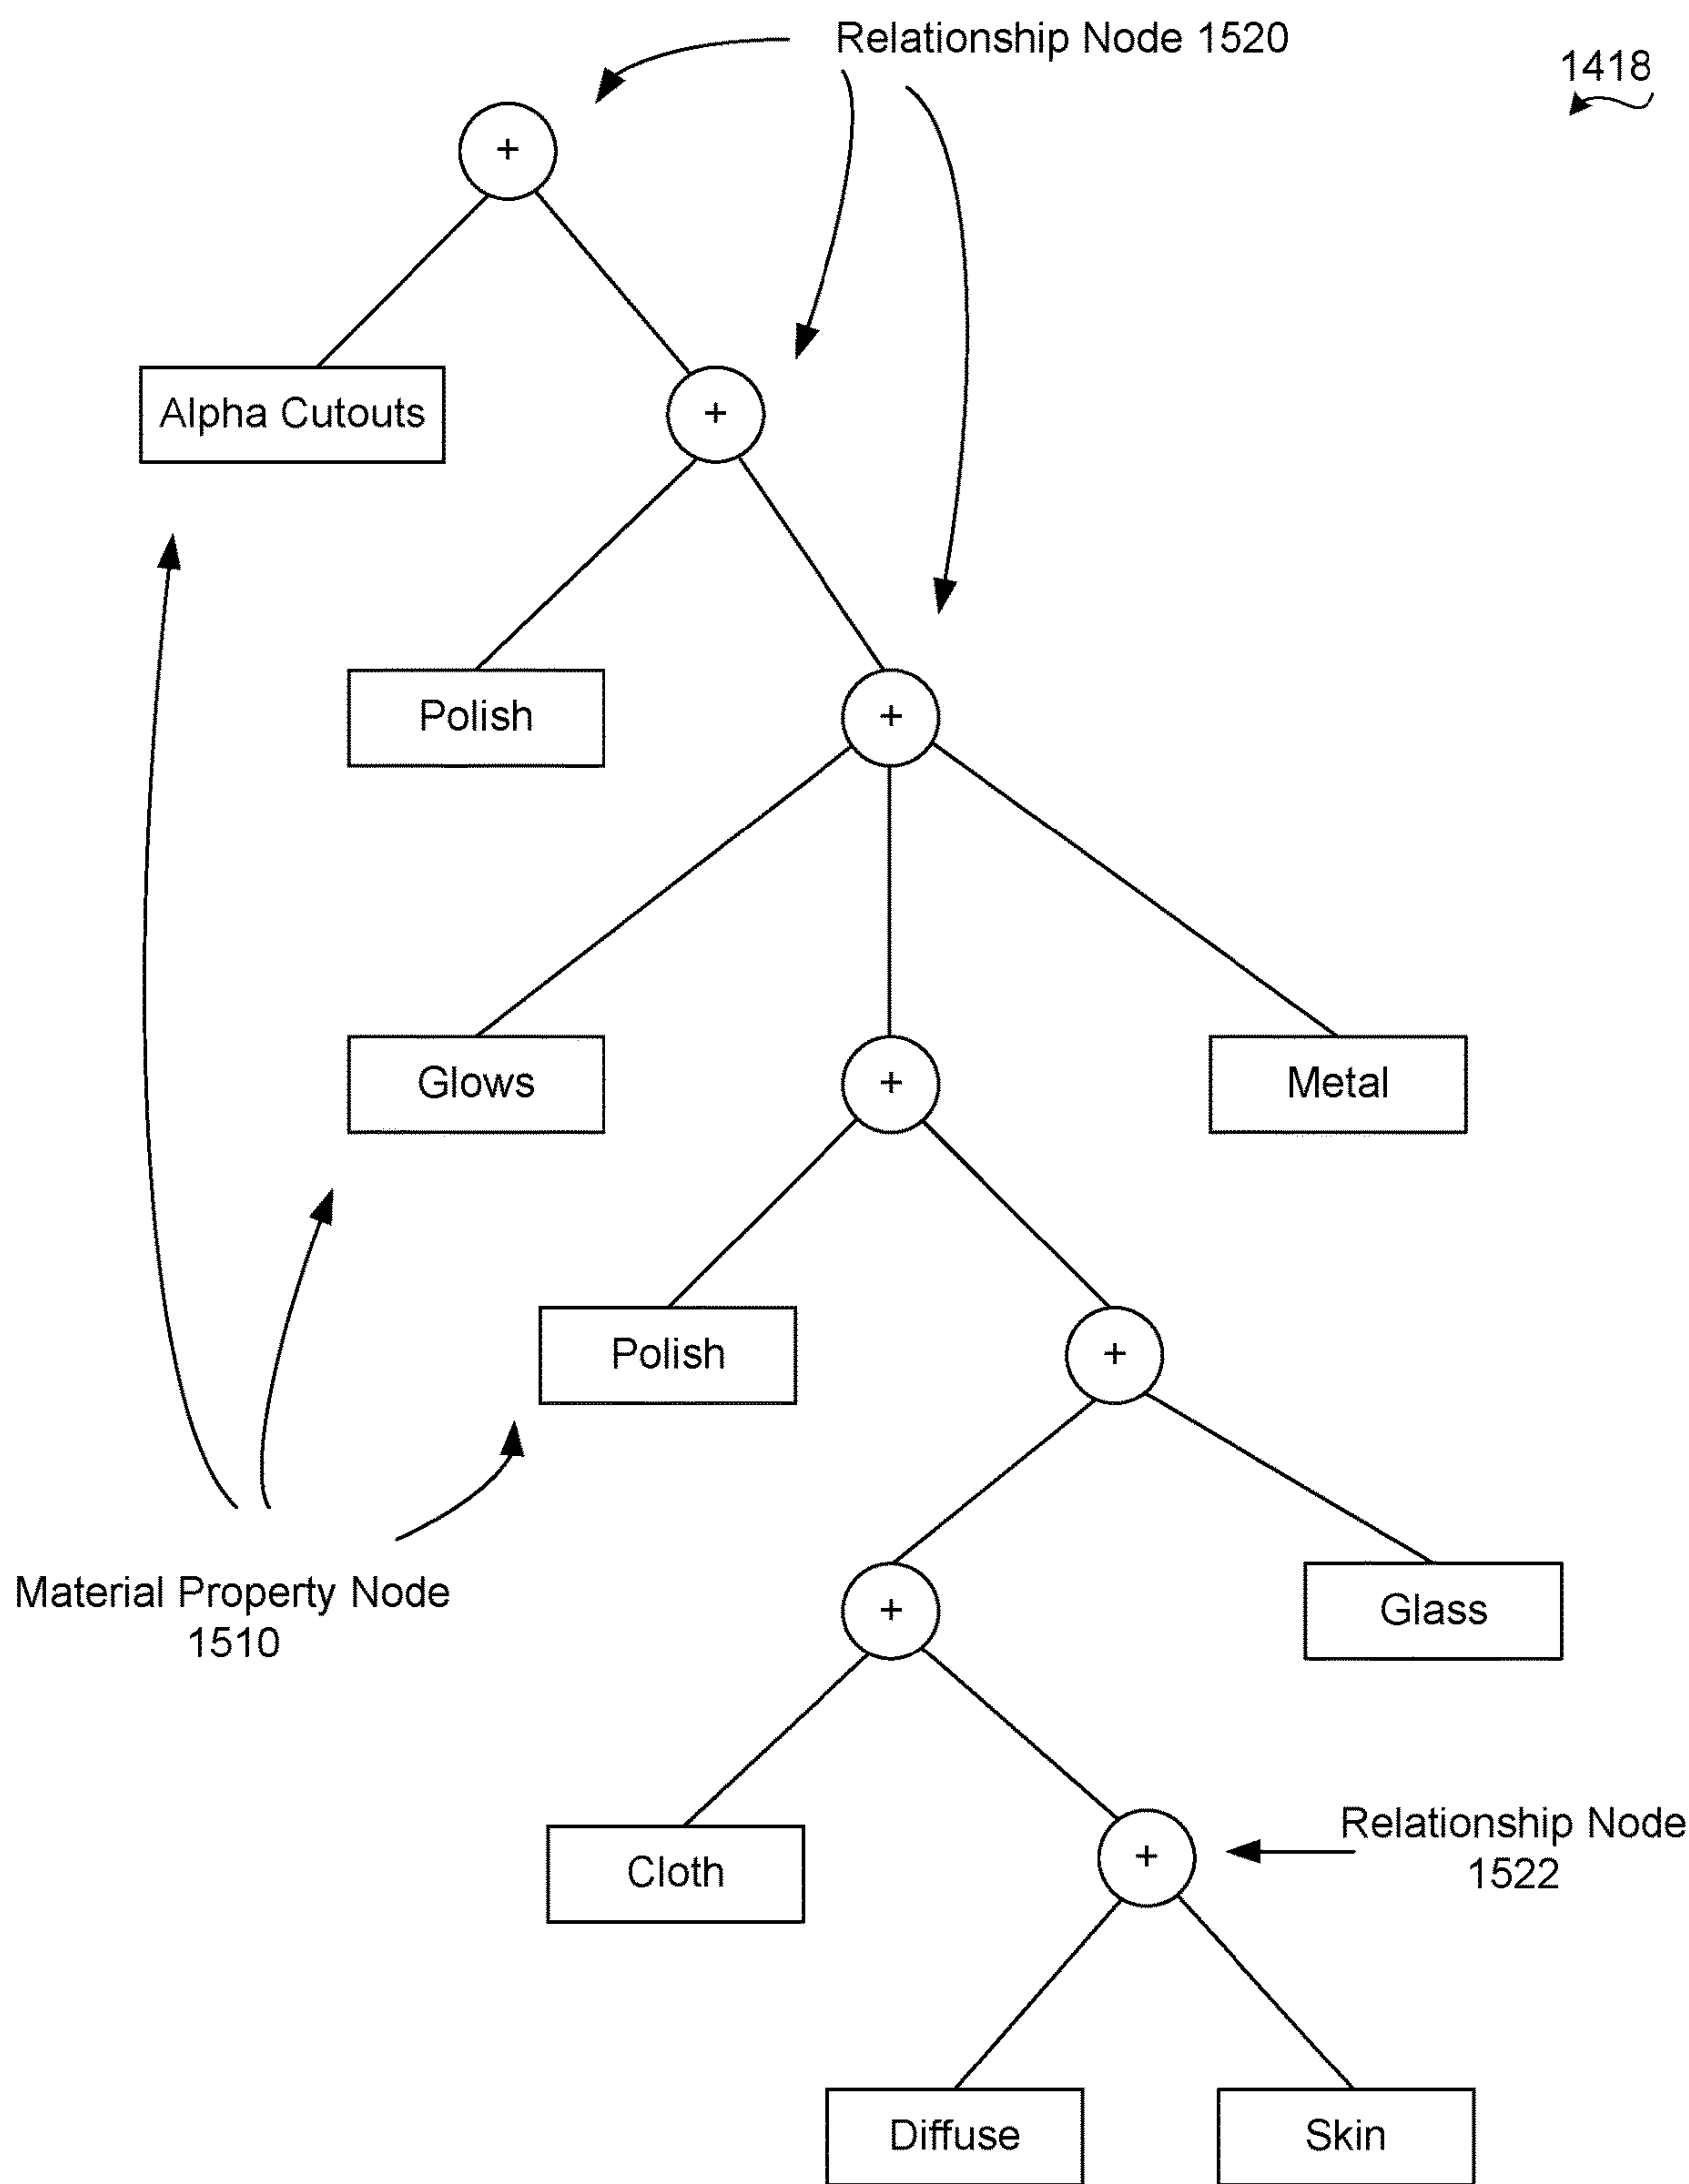 Relationship Node 1520
1418
+
Alpha Cutouts
+
Polish
+
Glows
+
Metal
Polish
+
Material Property Node
1510
+
Glass
Cloth
+
Relationship Node
1522
Diffuse
Skin